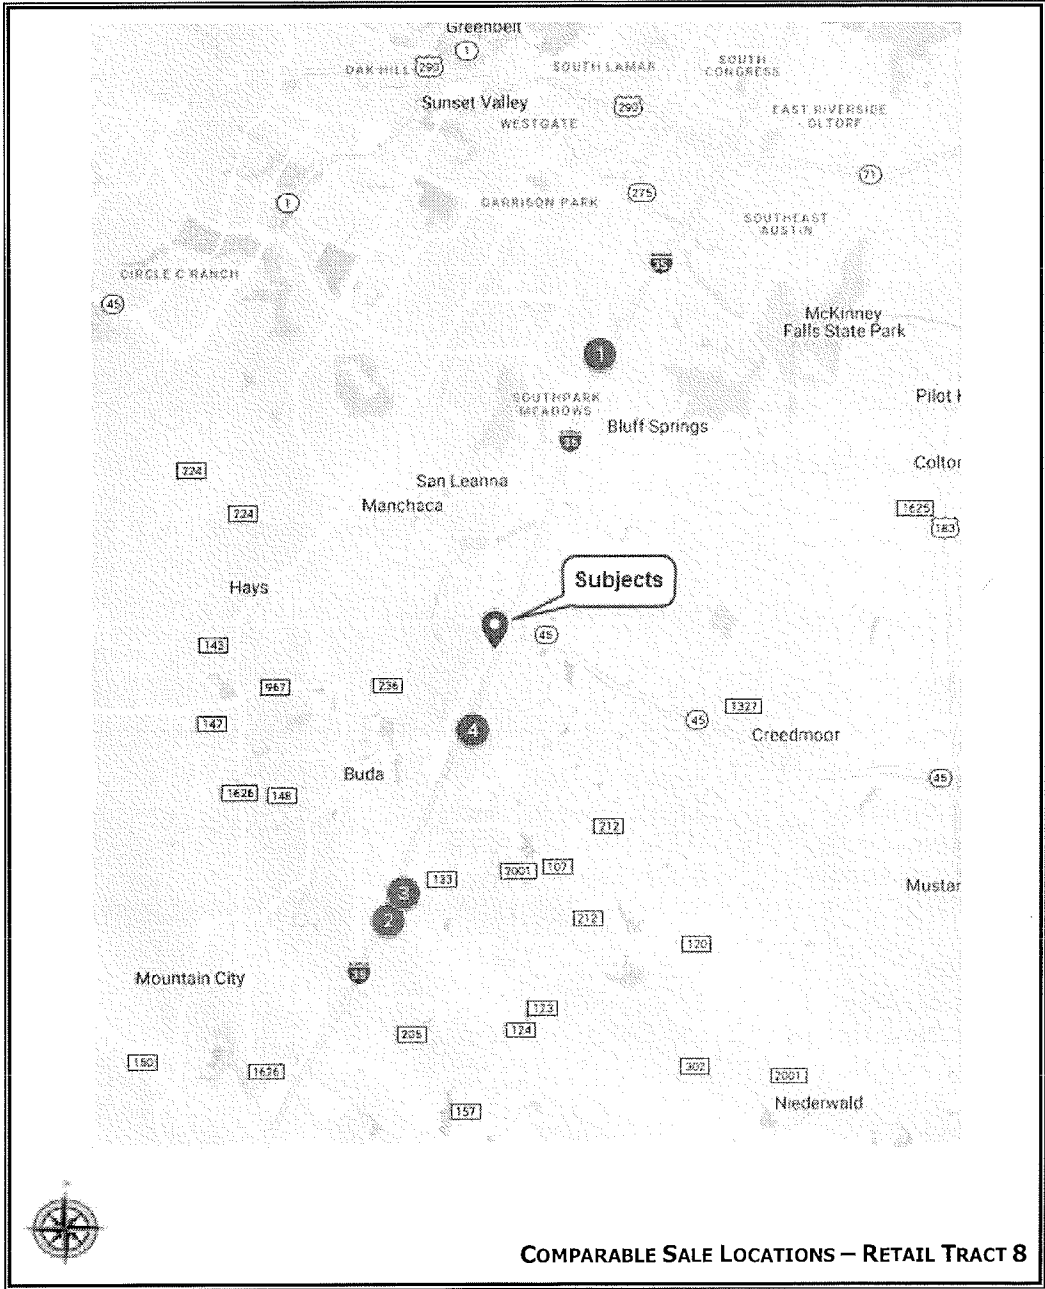 Greenbelt
1
OAK HILL
290
SOUTH LAMAR
SOUTH
CONGRESS
Sunset Valley
290
WESTGATE
EAST RIVERSIDE
- OLTORF
71
1
GARRISON PARK
275
SOUTHEAST
AUSTIN
35
CIRCLE C RANCH
45
McKinney
Falls State Park
1
SOUTHPARK
MEADOWS
Pilot
Bluff Springs
35
224
San Leanna
Coltor
Manchaca
1625
224
183
Subjects
Hays
45
143
967
236
1327
147
4
45
Creedmoor
Buda
45
1626
148
212
2001
107
133
3
Mustar
2
212
120
35
Mountain City
123
205
124
150
1626
302
2001
Niederwald
157
COMPARABLE SALE LOCATIONS – RETAIL TRACT 8